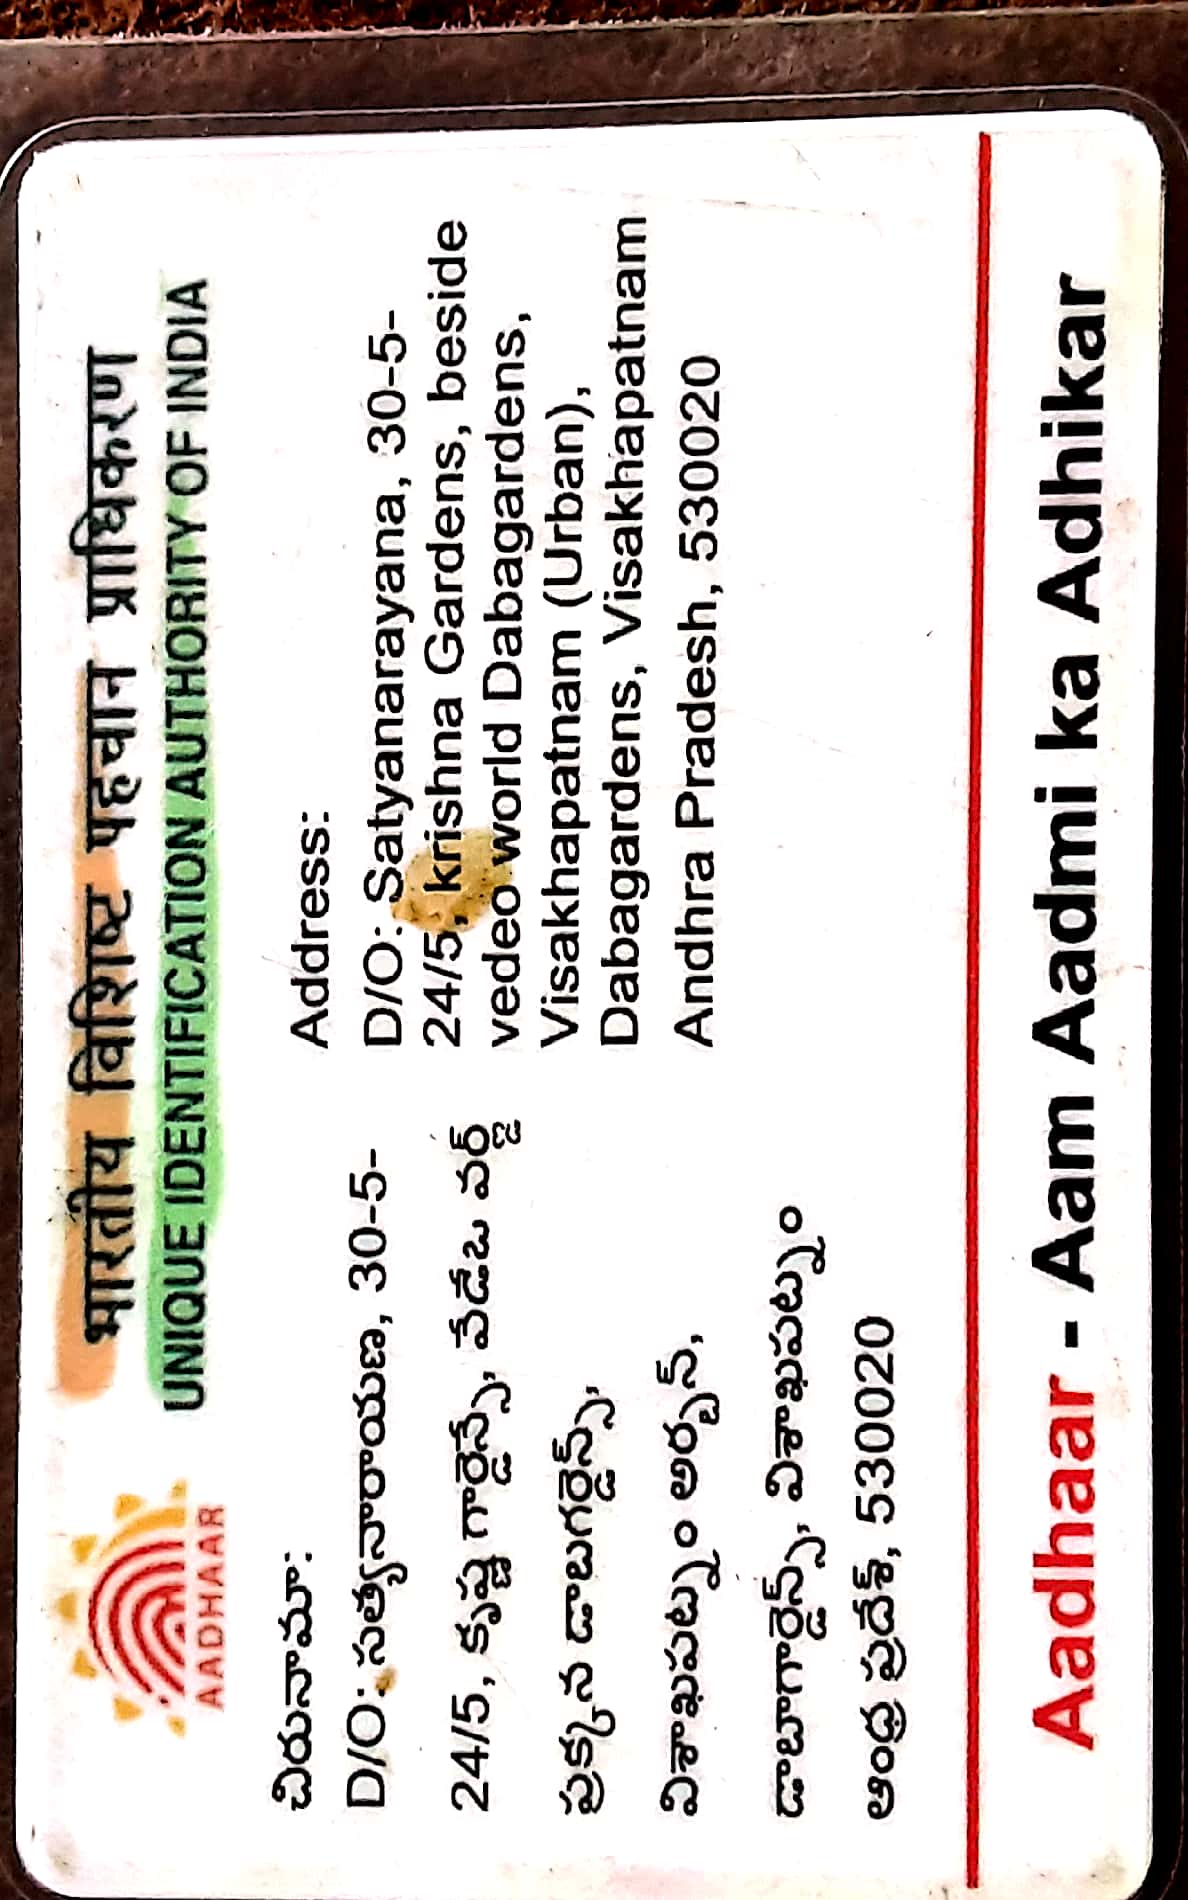 भारतीय विशिष्ट पहचान प्राधिकरण
UNIQUE IDENTIFICATION AUTHORITY OF INDIA
AADHAAR
చిరునామా:
D/O: సత్యనారాయణ, 30-5-
24/5, కృష్ణ గార్డెన్స్, వెడిఒ వర్డ్
ప్రక్కన డాబగర్డెన్స్,
విశాఖపట్నం అర్బన్,
డాబాగార్డెన్స్, విశాఖపట్నం
ఆంధ్ర ప్రదేశ్, 530020
Address:
D/O: Satyanarayana, 30-5-
24/5, krishna Gardens, beside
vedeo world Dabagardens,
Visakhapatnam (Urban),
Dabagardens, Visakhapatnam
Andhra Pradesh, 530020
Aadhaar - Aam Aadmi ka Adhikar